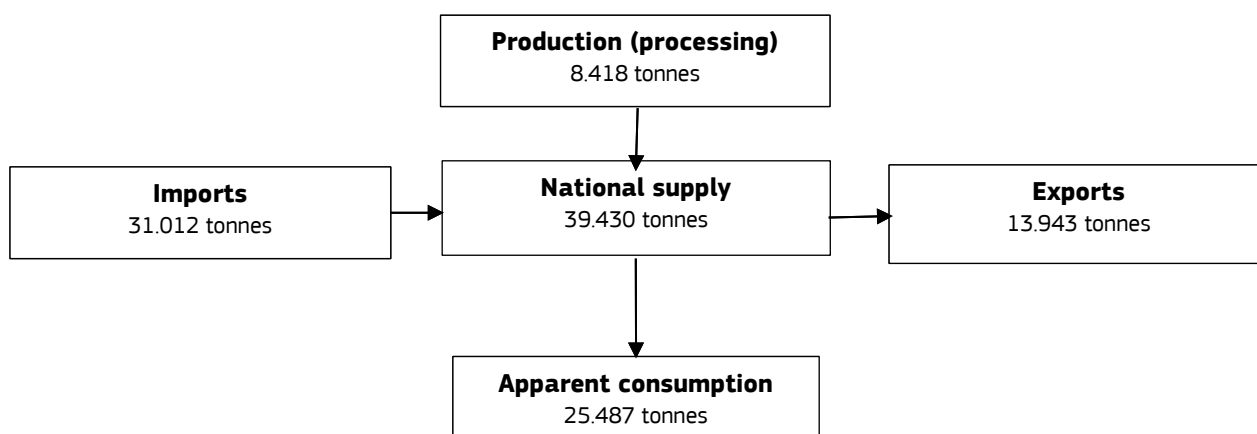 Production (processing)
8.418 tonnes
Imports
31.012 tonnes
National supply
39.430 tonnes
Exports
13.943 tonnes
Apparent consumption
25.487 tonnes